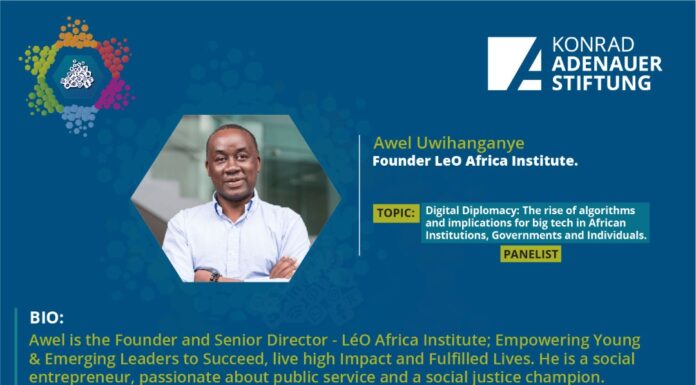 KONRAD
ADENAUER
STIFTUNG
Awel Uwihanganye
Founder LeO Africa Institute.
TOPIC:
Digital Diplomacy: The rise of algorithms
and implications for big tech in African
Institutions, Governments and Individuals.
PANELIST
BIO:
Awel is the Founder and Senior Director - LéO Africa Institute; Empowering Young
& Emerging Leaders to Succeed, live high Impact and Fulfilled Lives. He is a social
entrepreneur, passionate about public service and a social justice champion.